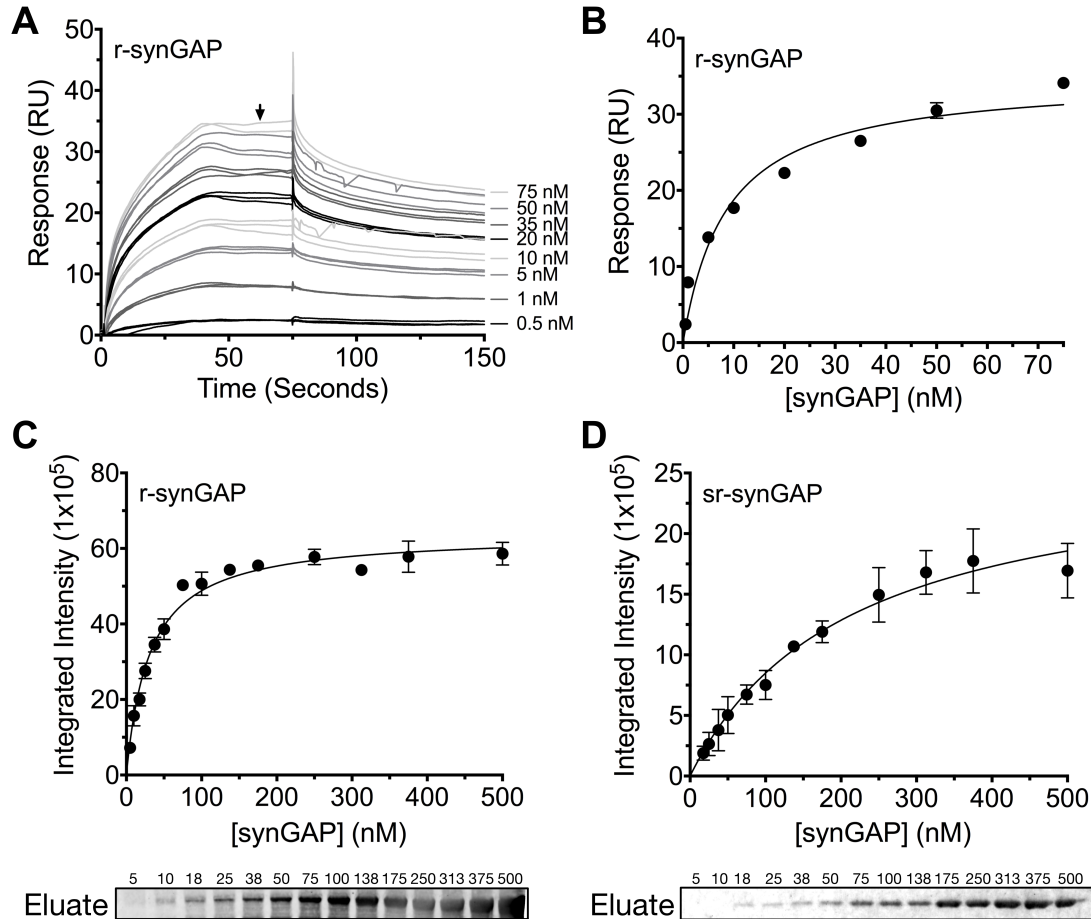 A
r-synGAP
50
40
30
20
10
0
Response (RU)
0 50 100 150
Time (Seconds)
75 nM
50 nM
35 nM
20 nM
10 nM
5 nM
1 nM
0.5 nM
B
r-synGAP
40
30
20
10
0
Response (RU)
0 10 20 30 40 50 60 70
[synGAP] (nM)
C
r-synGAP
80
60
40
20
0
Integrated Intensity (1x10⁵)
0 100 200 300 400 500
[synGAP] (nM)
5 10 18 25 38 50 75 100 138 175 250 313 375 500
Eluate
D
sr-synGAP
25
20
15
10
5
0
Integrated Intensity (1x10⁵)
0 100 200 300 400 500
[synGAP] (nM)
5 10 18 25 38 50 75 100 138 175 250 313 375 500
Eluate